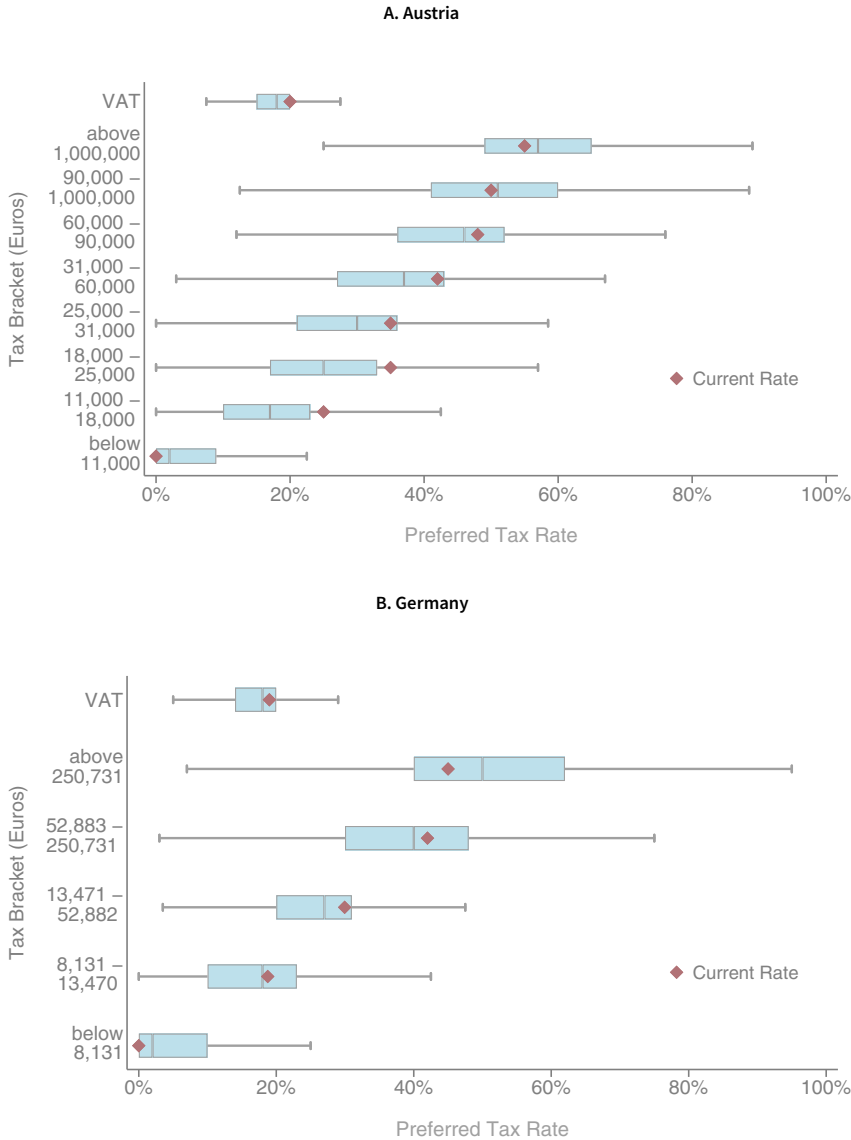 A. Austria
VAT
above
1,000,000
90,000 –
1,000,000
60,000 –
90,000
31,000 –
60,000
25,000 –
31,000
18,000 –
25,000
11,000 –
18,000
below
11,000
Tax Bracket (Euros)
Current Rate
0% 20% 40% 60% 80% 100%
Preferred Tax Rate
B. Germany
VAT
above
250,731
52,883 –
250,731
13,471 –
52,882
8,131 –
13,470
below
8,131
Tax Bracket (Euros)
Current Rate
0% 20% 40% 60% 80% 100%
Preferred Tax Rate